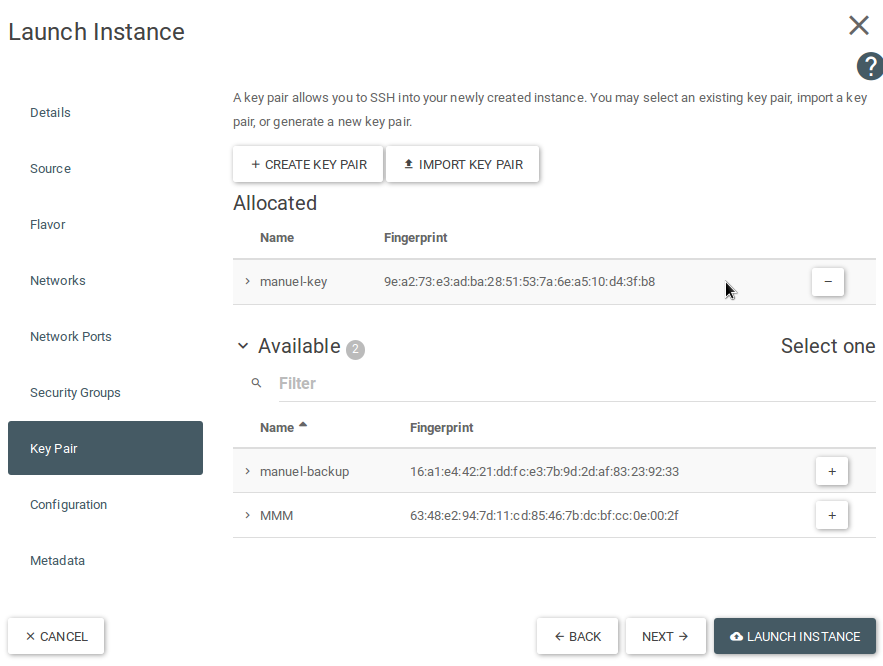 Launch Instance
?
Details
Source
Flavor
Networks
Network Ports
Security Groups
Key Pair
Configuration
Metadata
A key pair allows you to SSH into your newly created instance. You may select an existing key pair, import a key
pair, or generate a new key pair.
+ CREATE KEY PAIR IMPORT KEY PAIR
Allocated
Name Fingerprint
manuel-key 9e:a2:73:e3:ad:ba:28:51:53:7a:6e:a5:10:d4:3f:b8 −
Available 2 Select one
Filter
Name Fingerprint
manuel-backup 16:a1:e4:42:21:dd:fc:e3:7b:9d:2d:af:83:23:92:33 +
MMM 63:48:e2:94:7d:11:cd:85:46:7b:dc:bf:cc:0e:00:2f +
× CANCEL ← BACK NEXT → LAUNCH INSTANCE